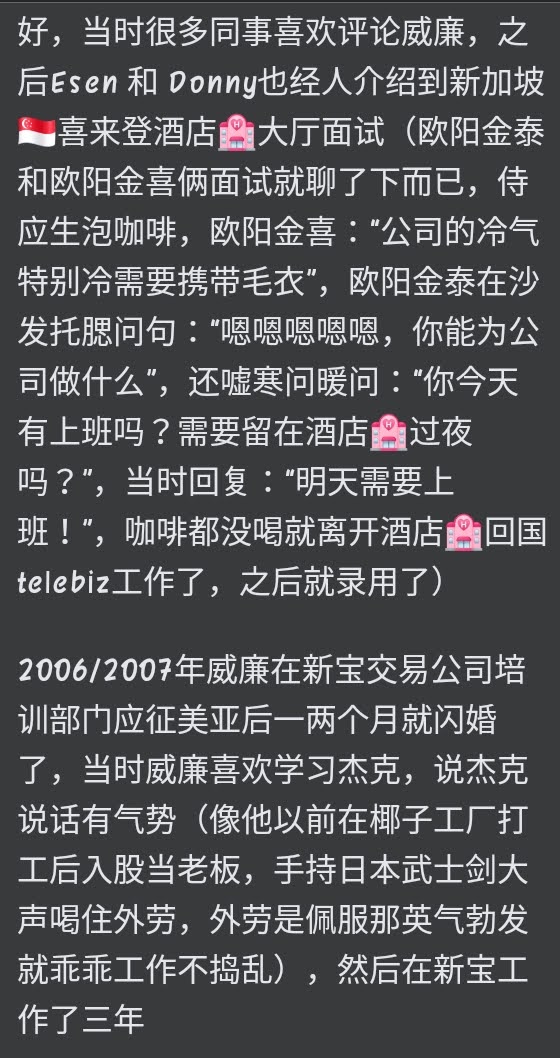 好，当时很多同事喜欢评论威廉，之
后Esen 和 Donny也经人介绍到新加坡
🇸🇬喜来登酒店🏩大厅面试（欧阳金泰
和欧阳金喜俩面试就聊了下而已，侍
应生泡咖啡，欧阳金喜：“公司的冷气
特别冷需要携带毛衣”，欧阳金泰在沙
发托腮问句：“嗯嗯嗯嗯嗯，你能为公
司做什么”，还嘘寒问暖问：“你今天
有上班吗？需要留在酒店🏩过夜
吗？”，当时回复：“明天需要上
班！”，咖啡都没喝就离开酒店🏩回国
telebiz工作了，之后就录用了）
2006/2007年威廉在新宝交易公司培
训部门应征美亚后一两个月就闪婚
了，当时威廉喜欢学习杰克，说杰克
说话有气势（像他以前在椰子工厂打
工后入股当老板，手持日本武士剑大
声喝住外劳，外劳是佩服那英气勃发
就乖乖工作不捣乱），然后在新宝工
作了三年